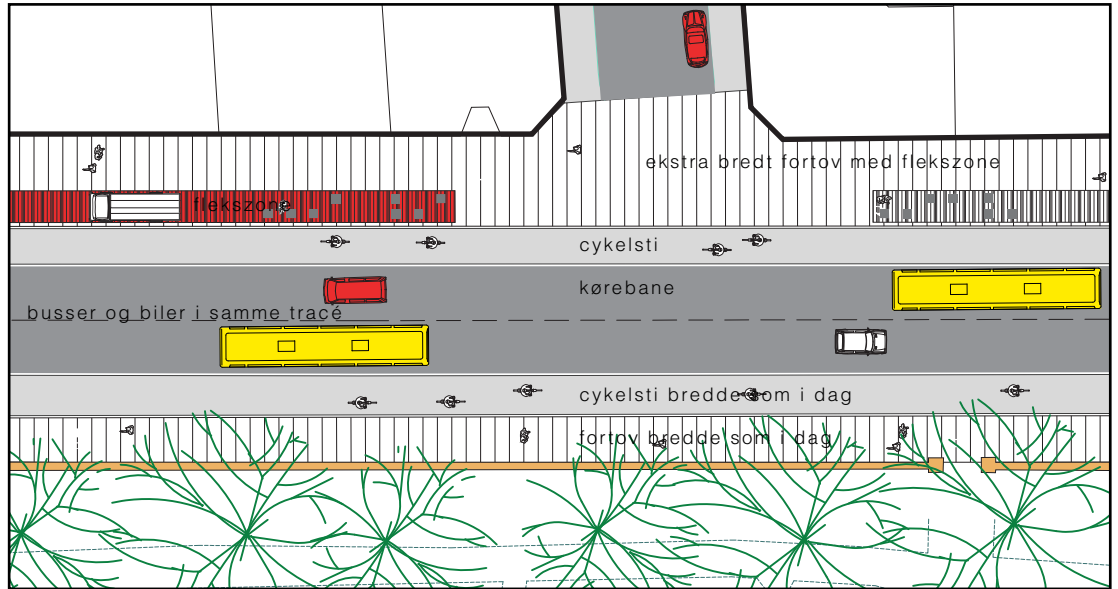 ekstra bredt fortov med flekszone
flekszone
cykelsti
kørebane
busser og biler i samme tracé
cykelsti bredde som i dag
fortov bredde som i dag